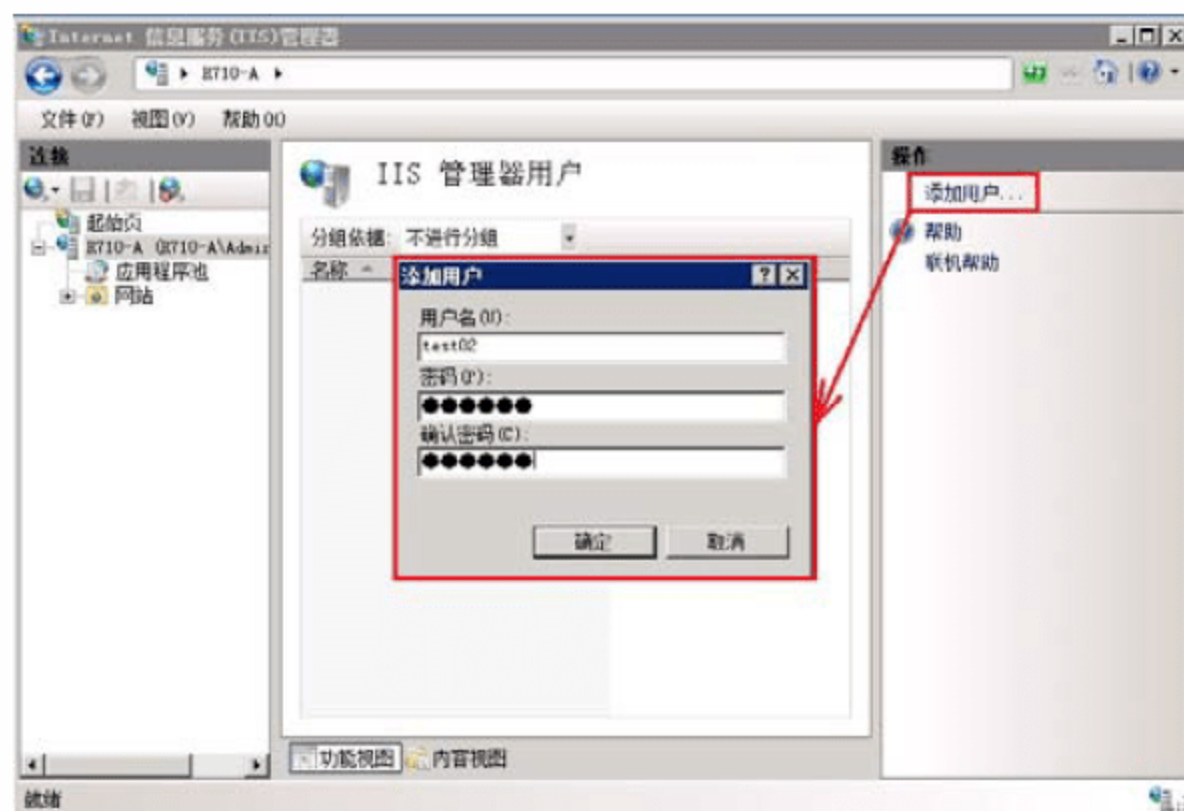 Internet 信息服务(IIS)管理器
R710-A
文件(F) 视图(V) 帮助(H)
连接
起始页
R710-A (R710-A\Admir
应用程序池
网站
IIS 管理器用户
分组依据: 不进行分组
名称
添加用户
用户名(U):
test02
密码(P):
●●●●●●
确认密码(C):
●●●●●●
确定 取消
功能视图 内容视图
操作
添加用户...
帮助
联机帮助
就绪